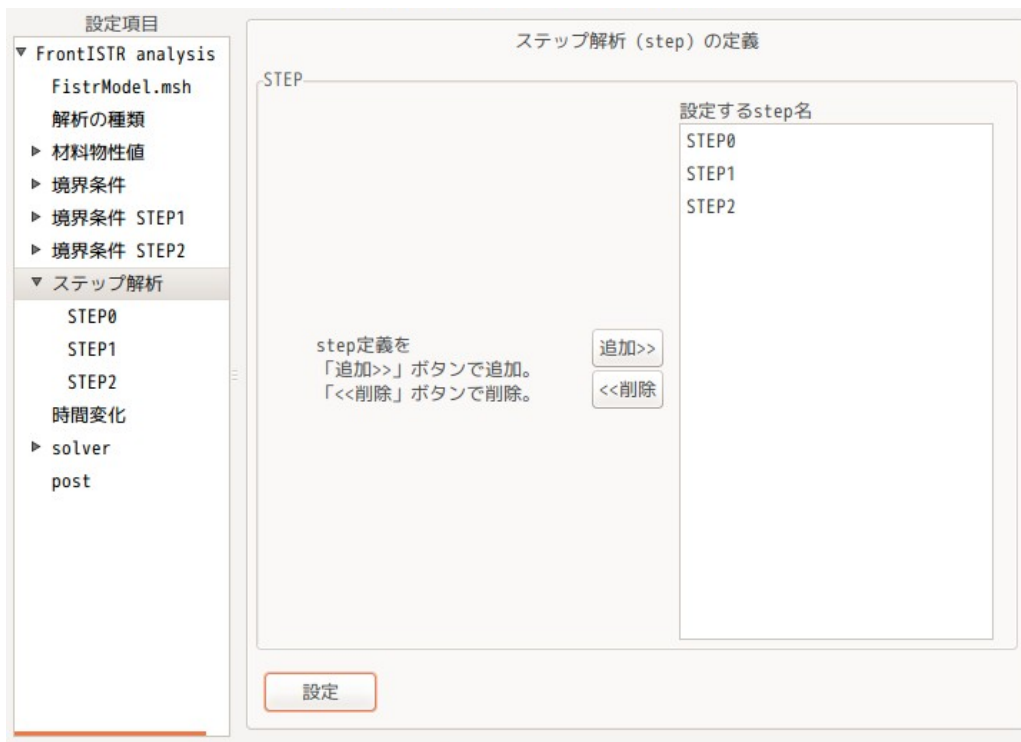 設定項目
▼ FrontISTR analysis
FistrModel.msh
解析の種類
▶ 材料物性値
▶ 境界条件
▶ 境界条件 STEP1
▶ 境界条件 STEP2
▼ ステップ解析
STEP0
STEP1
STEP2
時間変化
▶ solver
post
ステップ解析 (step) の定義
STEP
設定するstep名
STEP0
STEP1
STEP2
step定義を
「追加>>」ボタンで追加。
「<<削除」ボタンで削除。
追加>>
<<削除
設定